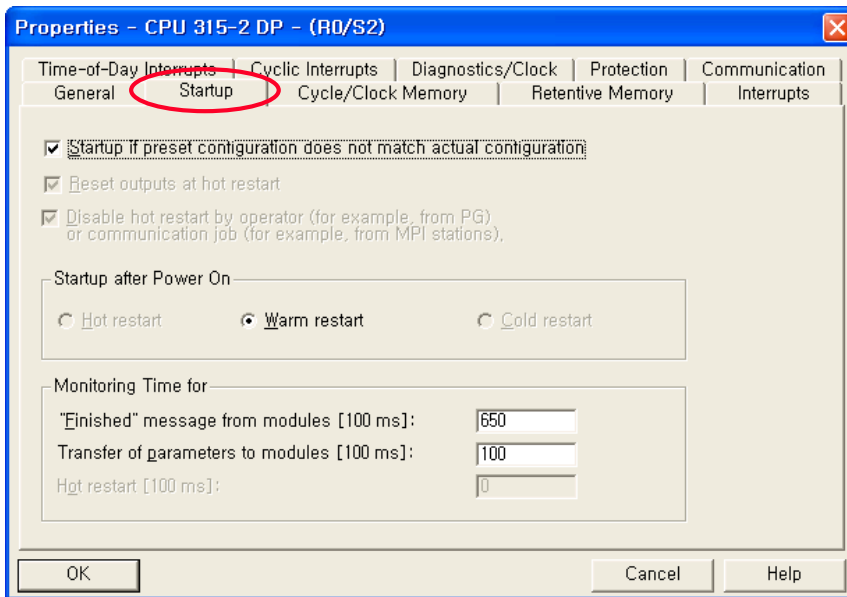 Properties - CPU 315-2 DP - (R0/S2)
Time-of-Day Interrupts | Cyclic Interrupts | Diagnostics/Clock | Protection | Communication
General | Startup | Cycle/Clock Memory | Retentive Memory | Interrupts
Startup if preset configuration does not match actual configuration
Reset outputs at hot restart
Disable hot restart by operator (for example, from PG)
or communication job (for example, from MPI stations),
Startup after Power On
Hot restart Warm restart Cold restart
Monitoring Time for
"Finished" message from modules [100 ms]: 650
Transfer of parameters to modules [100 ms]: 100
Hot restart [100 ms]: 0
OK Cancel Help